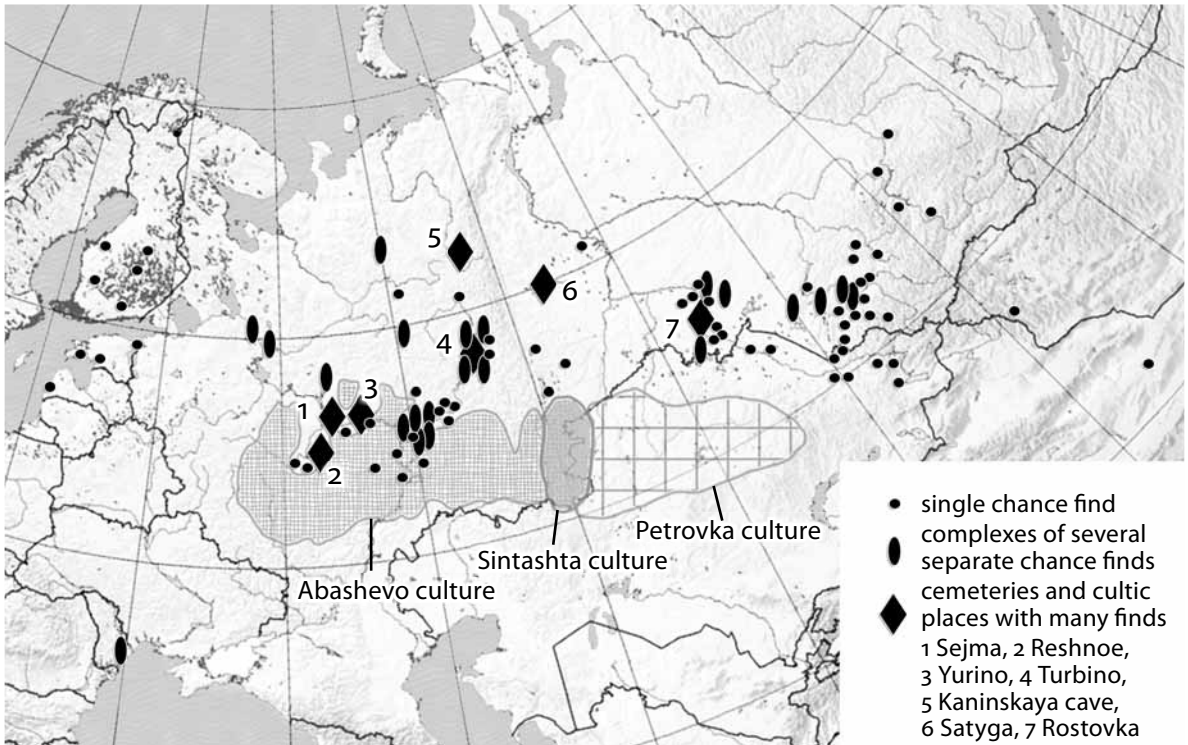 5
6
7
4
3
1
2
Abashevo culture
Sintashta culture
Petrovka culture
single chance find
complexes of several
separate chance finds
cemeteries and cultic
places with many finds
1 Sejma, 2 Reshnoe,
3 Yurino, 4 Turbino,
5 Kaninskaya cave,
6 Satyga, 7 Rostovka